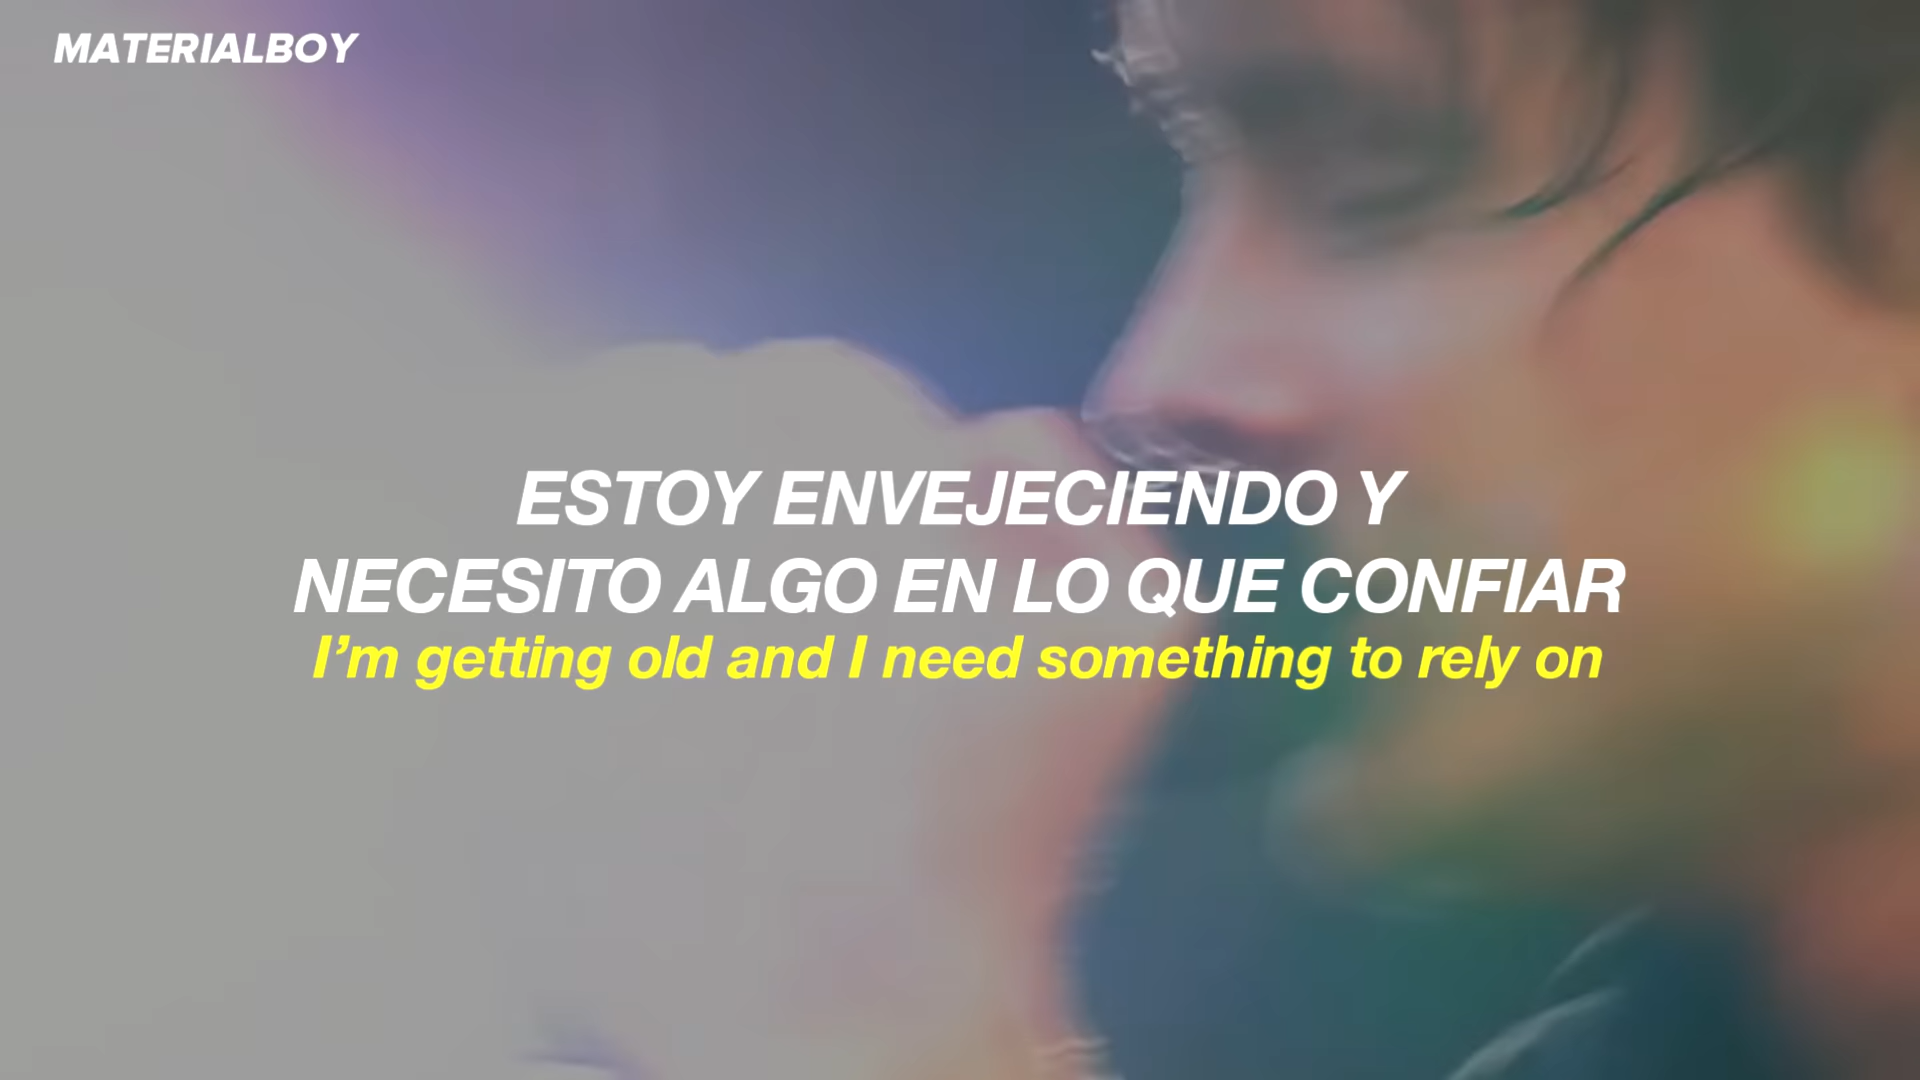 MATERIALBOY
ESTOY ENVEJECIENDO Y
NECESITO ALGO EN LO QUE CONFIAR
I'm getting old and I need something to rely on